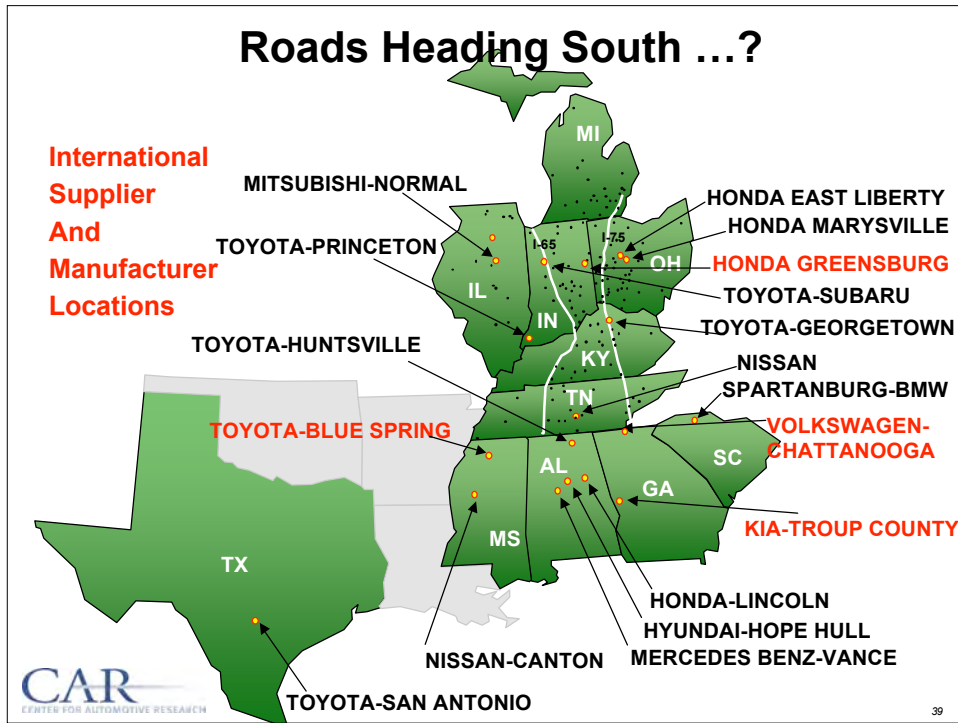 Roads Heading South …?
International
Supplier
And
Manufacturer
Locations
MI
MITSUBISHI-NORMAL
HONDA EAST LIBERTY
HONDA MARYSVILLE
TOYOTA-PRINCETON
I-65
I-75
OH
HONDA GREENSBURG
IL
TOYOTA-SUBARU
IN
TOYOTA-GEORGETOWN
TOYOTA-HUNTSVILLE
KY
NISSAN
SPARTANBURG-BMW
TN
TOYOTA-BLUE SPRING
VOLKSWAGEN-
CHATTANOOGA
AL
SC
GA
KIA-TROUP COUNTY
MS
TX
HONDA-LINCOLN
HYUNDAI-HOPE HULL
NISSAN-CANTON
MERCEDES BENZ-VANCE
CAR
CENTER FOR AUTOMOTIVE RESEARCH
TOYOTA-SAN ANTONIO
39